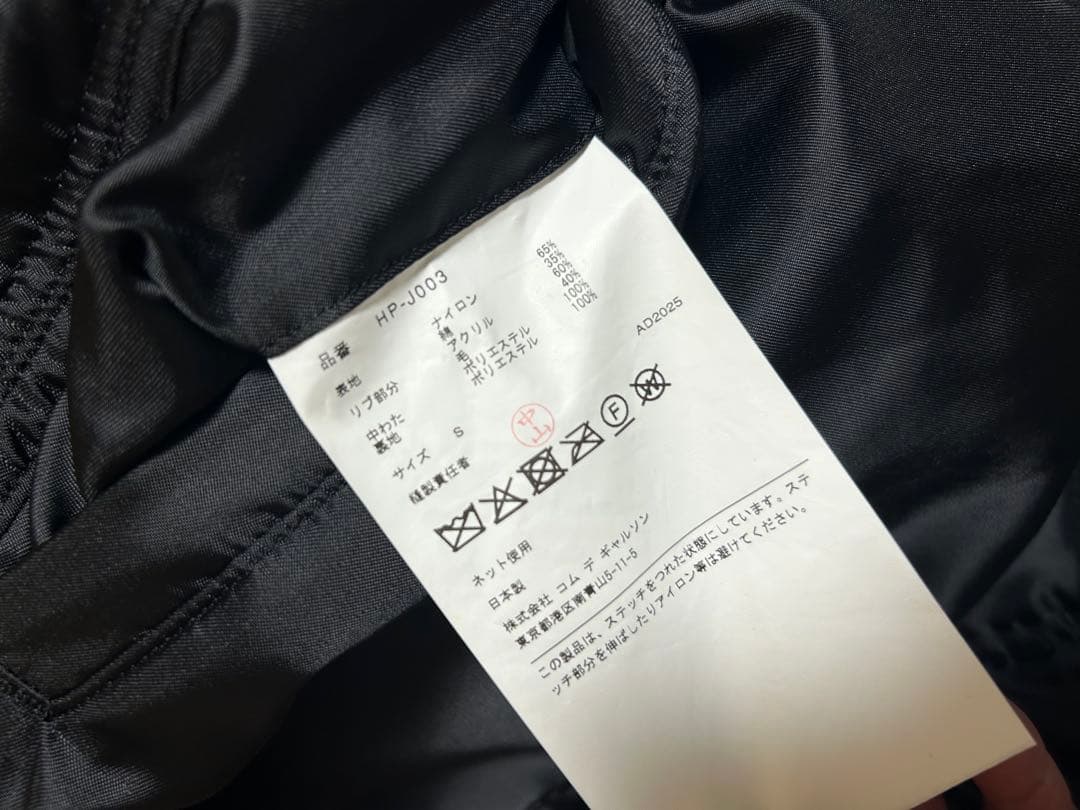 品番 HP-J003
表地 ナイロン 65%
綿 35%
リブ部分 アクリル 60%
毛 40%
中わた ポリエステル 100%
裏地 ポリエステル 100%
サイズ S
AD2025
縫製責任者 中山
F
W
ネット使用
日本製
株式会社 コム デ ギャルソン
東京都港区南青山5-11-5
この製品は、ステッチをつれた状態にしています。ステ
ッチ部分を伸ばしたりアイロン等は避けてください。